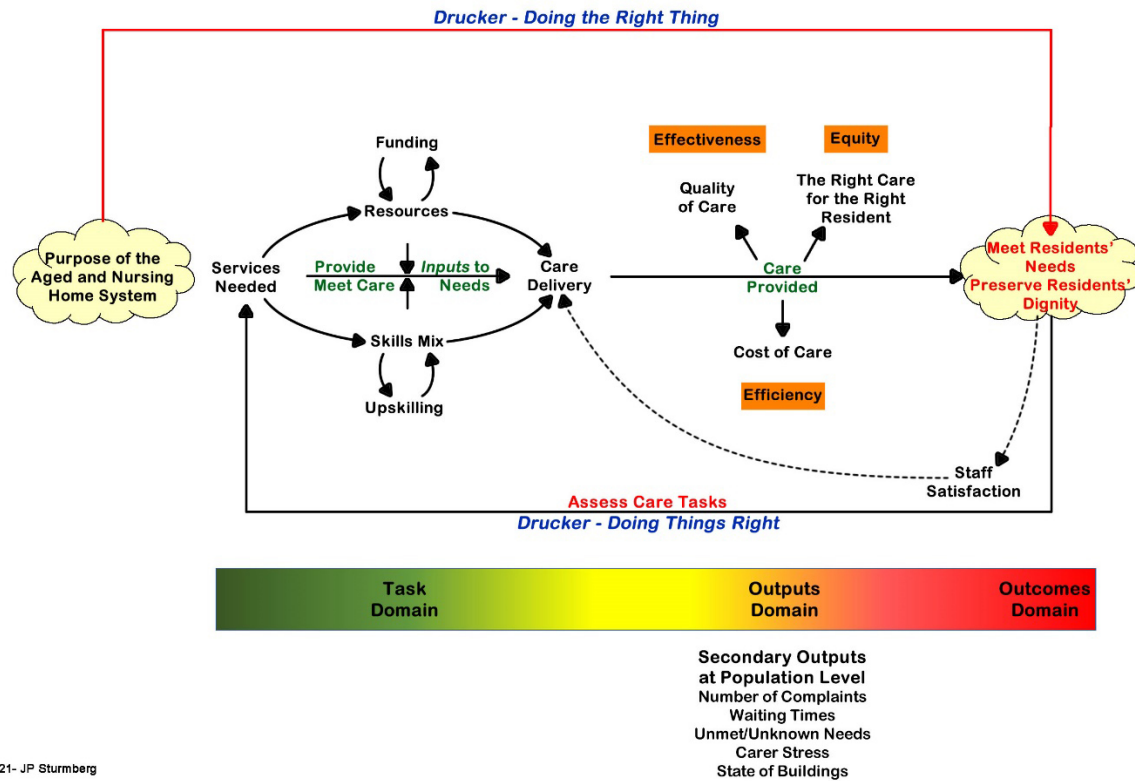 Drucker - Doing the Right Thing
Funding
Effectiveness
Equity
Quality
of Care
The Right Care
for the Right
Resident
Resources
Purpose of the
Aged and Nursing
Home System
Services
Needed
Provide
Meet Care
Inputs to
Needs
Care
Delivery
Care
Provided
Meet Residents'
Needs
Preserve Residents'
Dignity
Skills Mix
Cost of Care
Upskilling
Efficiency
Staff
Satisfaction
Assess Care Tasks
Drucker - Doing Things Right
Task
Domain
Outputs
Domain
Outcomes
Domain
Secondary Outputs
at Population Level
Number of Complaints
Waiting Times
Unmet/Unknown Needs
Carer Stress
State of Buildings
21- JP Sturmberg